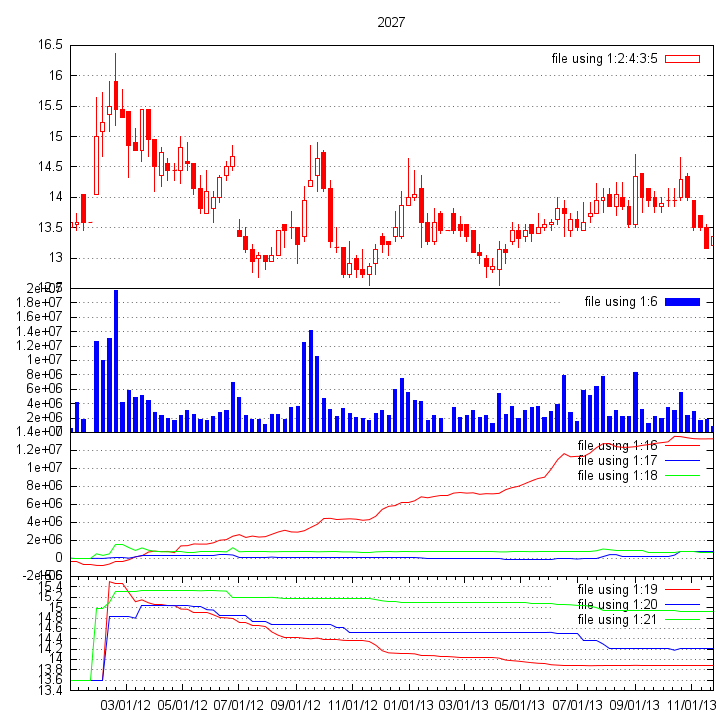 2027
file using 1:2:4:3:5
16.5
16
15.5
15
14.5
14
13.5
13
12.5
file using 1:6
2e+07
1.8e+07
1.6e+07
1.4e+07
1.2e+07
1e+07
8e+06
6e+06
4e+06
2e+06
0
file using 1:16
file using 1:17
file using 1:18
1.4e+07
1.2e+07
1e+07
8e+06
6e+06
4e+06
2e+06
0
-2e+06
file using 1:19
file using 1:20
file using 1:21
15.6
15.4
15.2
15
14.8
14.6
14.4
14.2
14
13.8
13.6
13.4
03/01/12 05/01/12 07/01/12 09/01/12 11/01/12 01/01/13 03/01/13 05/01/13 07/01/13 09/01/13 11/01/13